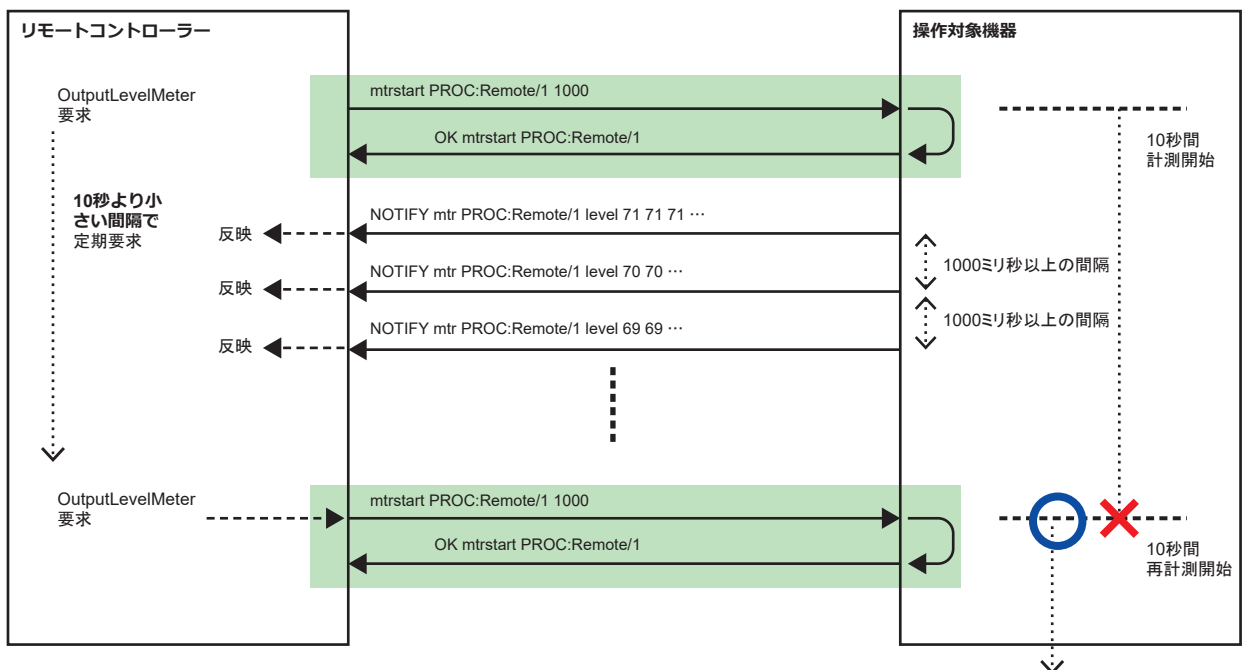 リモートコントローラー
操作対象機器
OutputLevelMeter
要求
mtrstart PROC:Remote/1 1000
OK mtrstart PROC:Remote/1
10秒間
計測開始
10秒より小
さい間隔で
定期要求
NOTIFY mtr PROC:Remote/1 level 71 71 71 …
反映
1000ミリ秒以上の間隔
NOTIFY mtr PROC:Remote/1 level 70 70 …
反映
1000ミリ秒以上の間隔
NOTIFY mtr PROC:Remote/1 level 69 69 …
反映
OutputLevelMeter
要求
mtrstart PROC:Remote/1 1000
OK mtrstart PROC:Remote/1
10秒間
再計測開始